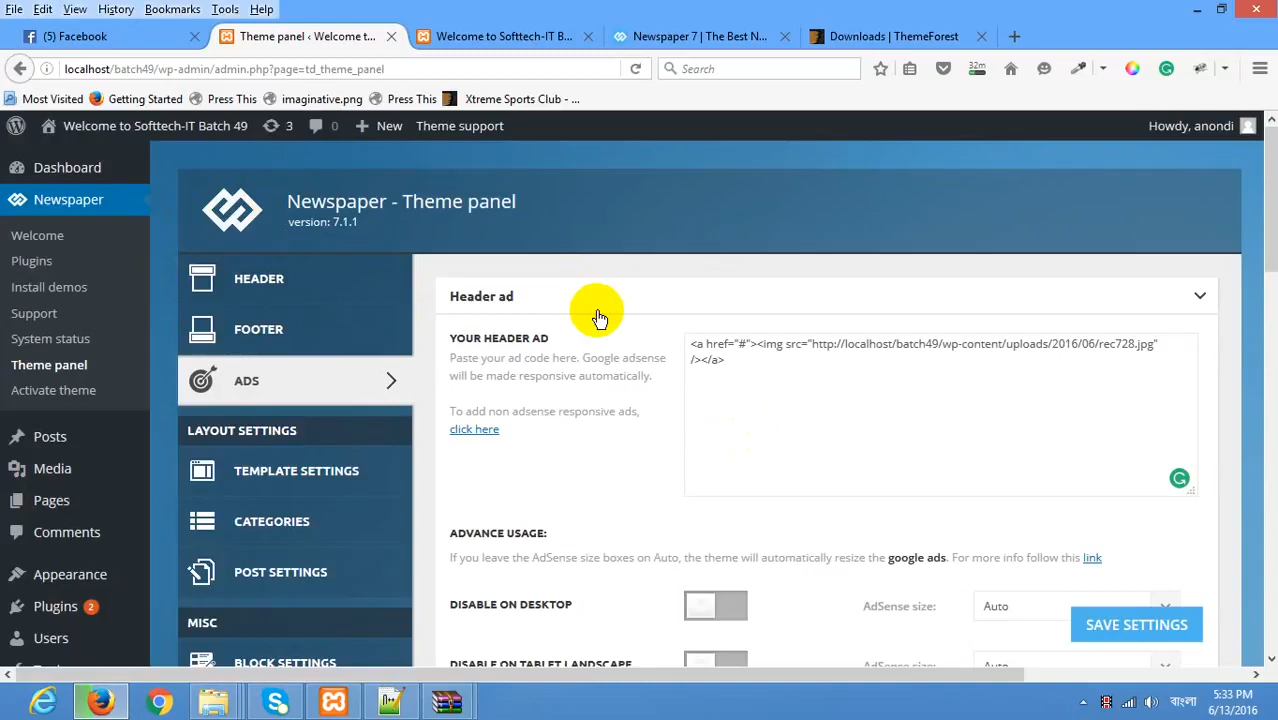 File Edit View History Bookmarks Tools Help
(5) Facebook
Theme panel ‹ Welcome t...
Welcome to Softtech-IT B...
Newspaper 7 | The Best N...
Downloads | ThemeForest
localhost/batch49/wp-admin/admin.php?page=td_theme_panel
Search
32m
Most Visited Getting Started Press This imaginative.png Press This Xtreme Sports Club - ...
Welcome to Softtech-IT Batch 49 3 0 New Theme support Howdy, anondi
Dashboard
Newspaper
Welcome
Plugins
Install demos
Support
System status
Theme panel
Activate theme
Posts
Media
Pages
Comments
Appearance
Plugins 2
Users
Newspaper - Theme panel
version: 7.1.1
HEADER
FOOTER
ADS
LAYOUT SETTINGS
TEMPLATE SETTINGS
CATEGORIES
POST SETTINGS
MISC
BLOCK SETTINGS
Header ad
YOUR HEADER AD
Paste your ad code here. Google adsense
will be made responsive automatically.
To add non adsense responsive ads,
click here
<a href="#"><img src="http://localhost/batch49/wp-content/uploads/2016/06/rec728.jpg"
/></a>
ADVANCE USAGE:
If you leave the AdSense size boxes on Auto, the theme will automatically resize the google ads. For more info follow this link
DISABLE ON DESKTOP
AdSense size: Auto
SAVE SETTINGS
DISABLE ON TABLET LANDSCAPE
AdSense size: Auto
বাংলা
5:33 PM
6/13/2016